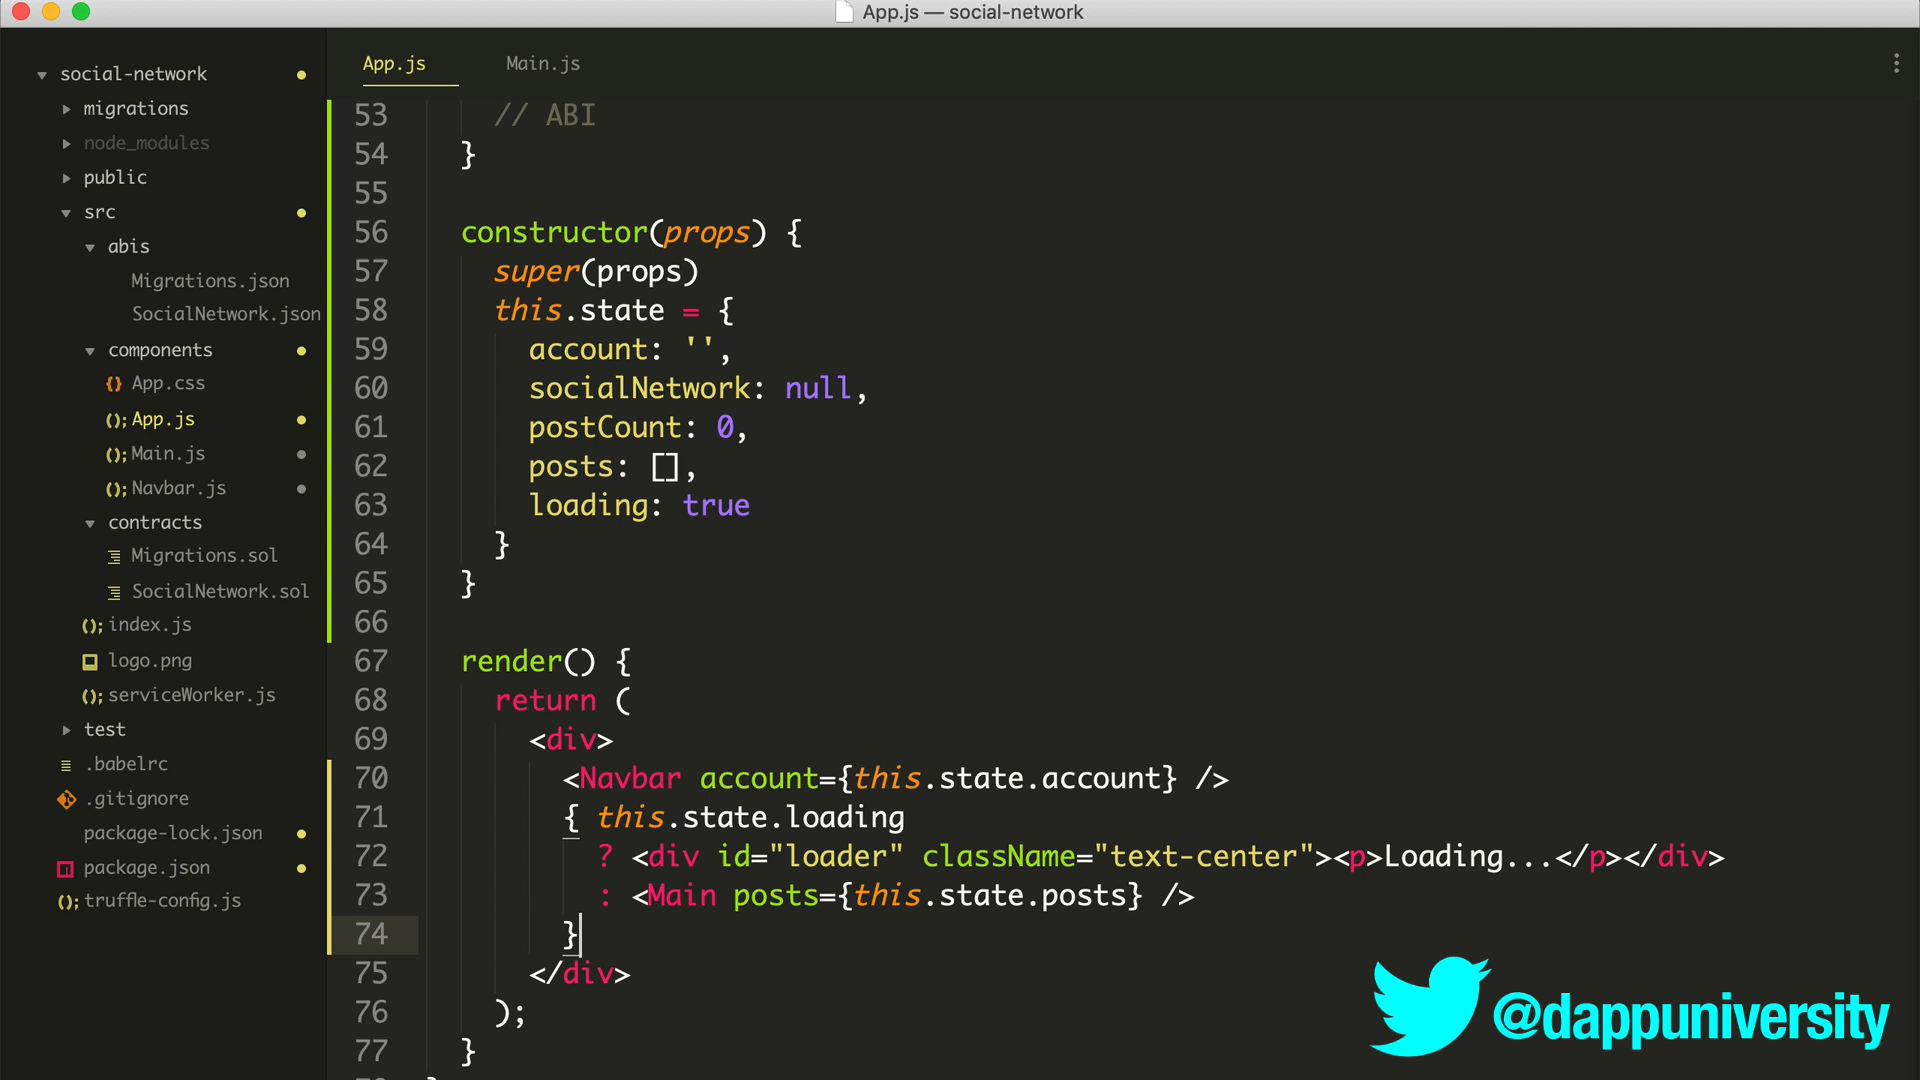 App.js — social-network
social-network
migrations
node_modules
public
src
abis
Migrations.json
SocialNetwork.json
components
{} App.css
(); App.js
(); Main.js
(); Navbar.js
contracts
Migrations.sol
SocialNetwork.sol
(); index.js
logo.png
(); serviceWorker.js
test
.babelrc
.gitignore
package-lock.json
package.json
(); truffle-config.js
App.js Main.js
53 // ABI
54 }
55
56 constructor(props) {
57 super(props)
58 this.state = {
59 account: '',
60 socialNetwork: null,
61 postCount: 0,
62 posts: [],
63 loading: true
64 }
65 }
66
67 render() {
68 return (
69 <div>
70 <Navbar account={this.state.account} />
71 { this.state.loading
72 ? <div id="loader" className="text-center"><p>Loading...</p></div>
73 : <Main posts={this.state.posts} />
74 }
75 </div>
76 );
77 }
@dappuniversity